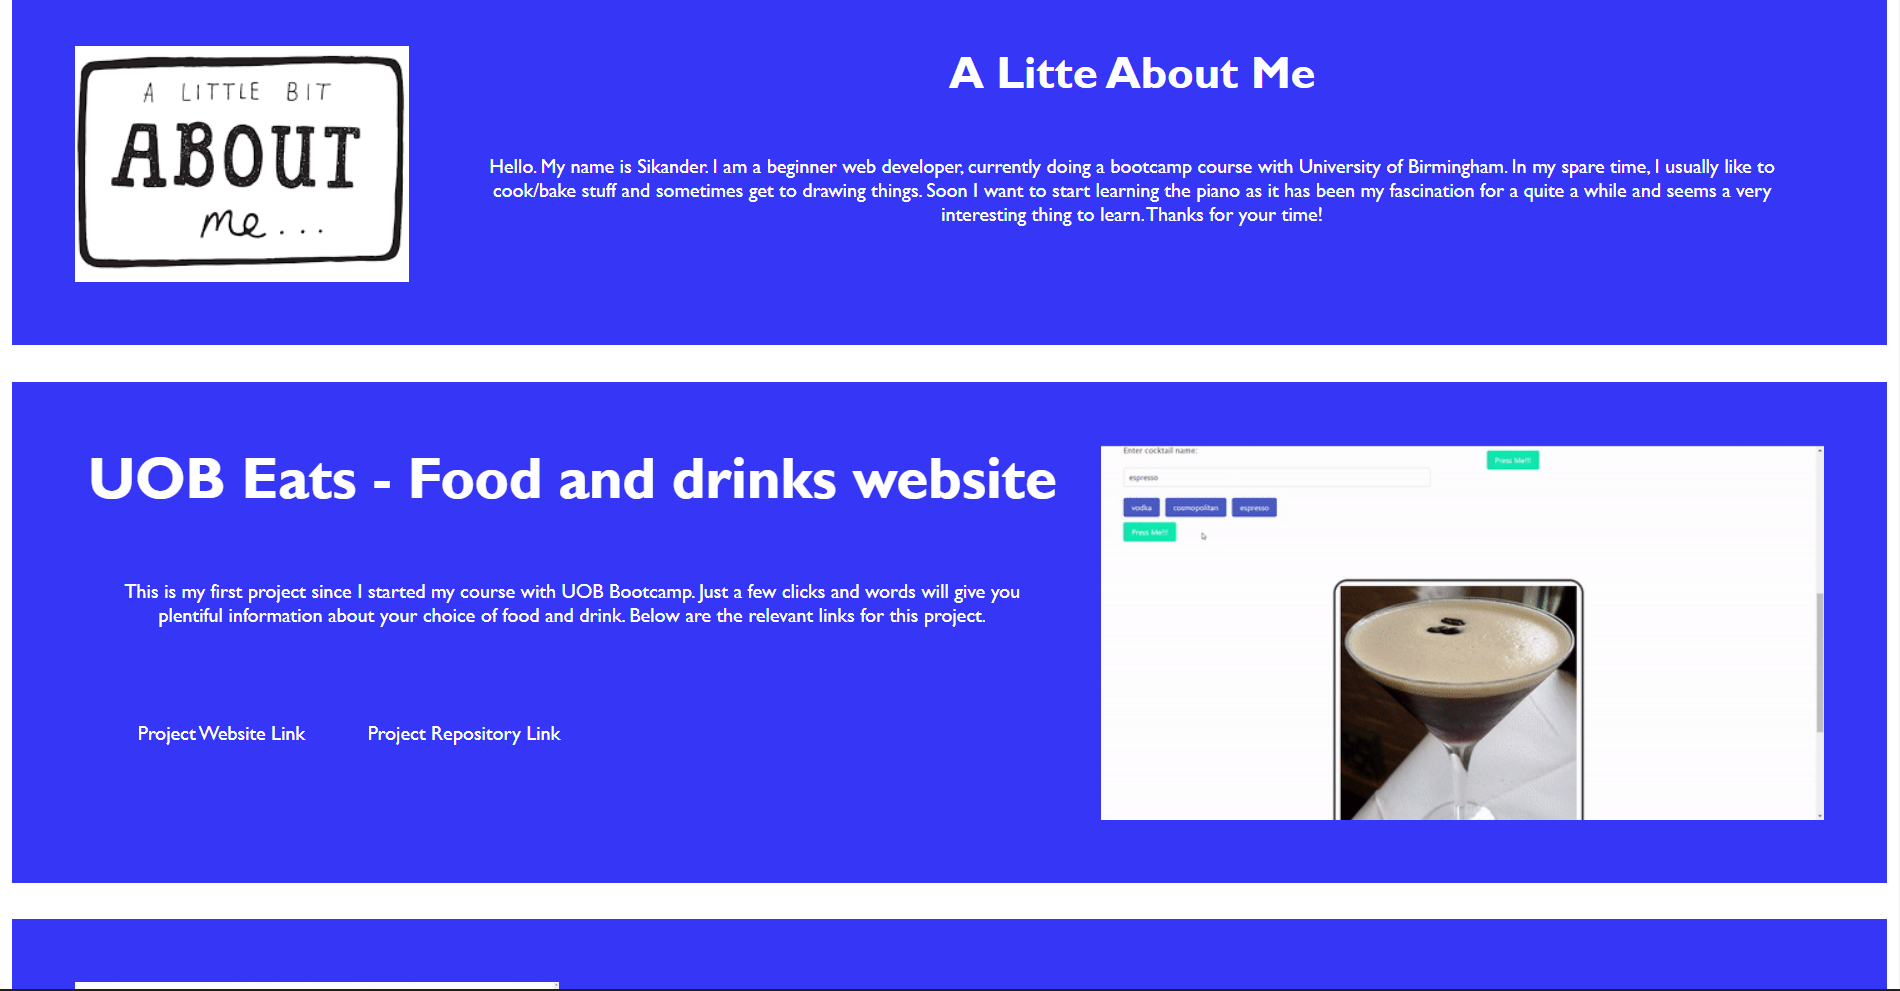 A LITTLE BIT
ABOUT
me...
A Litte About Me
Hello. My name is Sikander. I am a beginner web developer, currently doing a bootcamp course with University of Birmingham. In my spare time, I usually like to
cook/bake stuff and sometimes get to drawing things. Soon I want to start learning the piano as it has been my fascination for a quite a while and seems a very
interesting thing to learn. Thanks for your time!
UOB Eats - Food and drinks website
This is my first project since I started my course with UOB Bootcamp. Just a few clicks and words will give you
plentiful information about your choice of food and drink. Below are the relevant links for this project.
Project Website Link
Project Repository Link
Enter cocktail name:
Press Me!!!
espresso
vodka cosmopolitan espresso
Press Me!!!